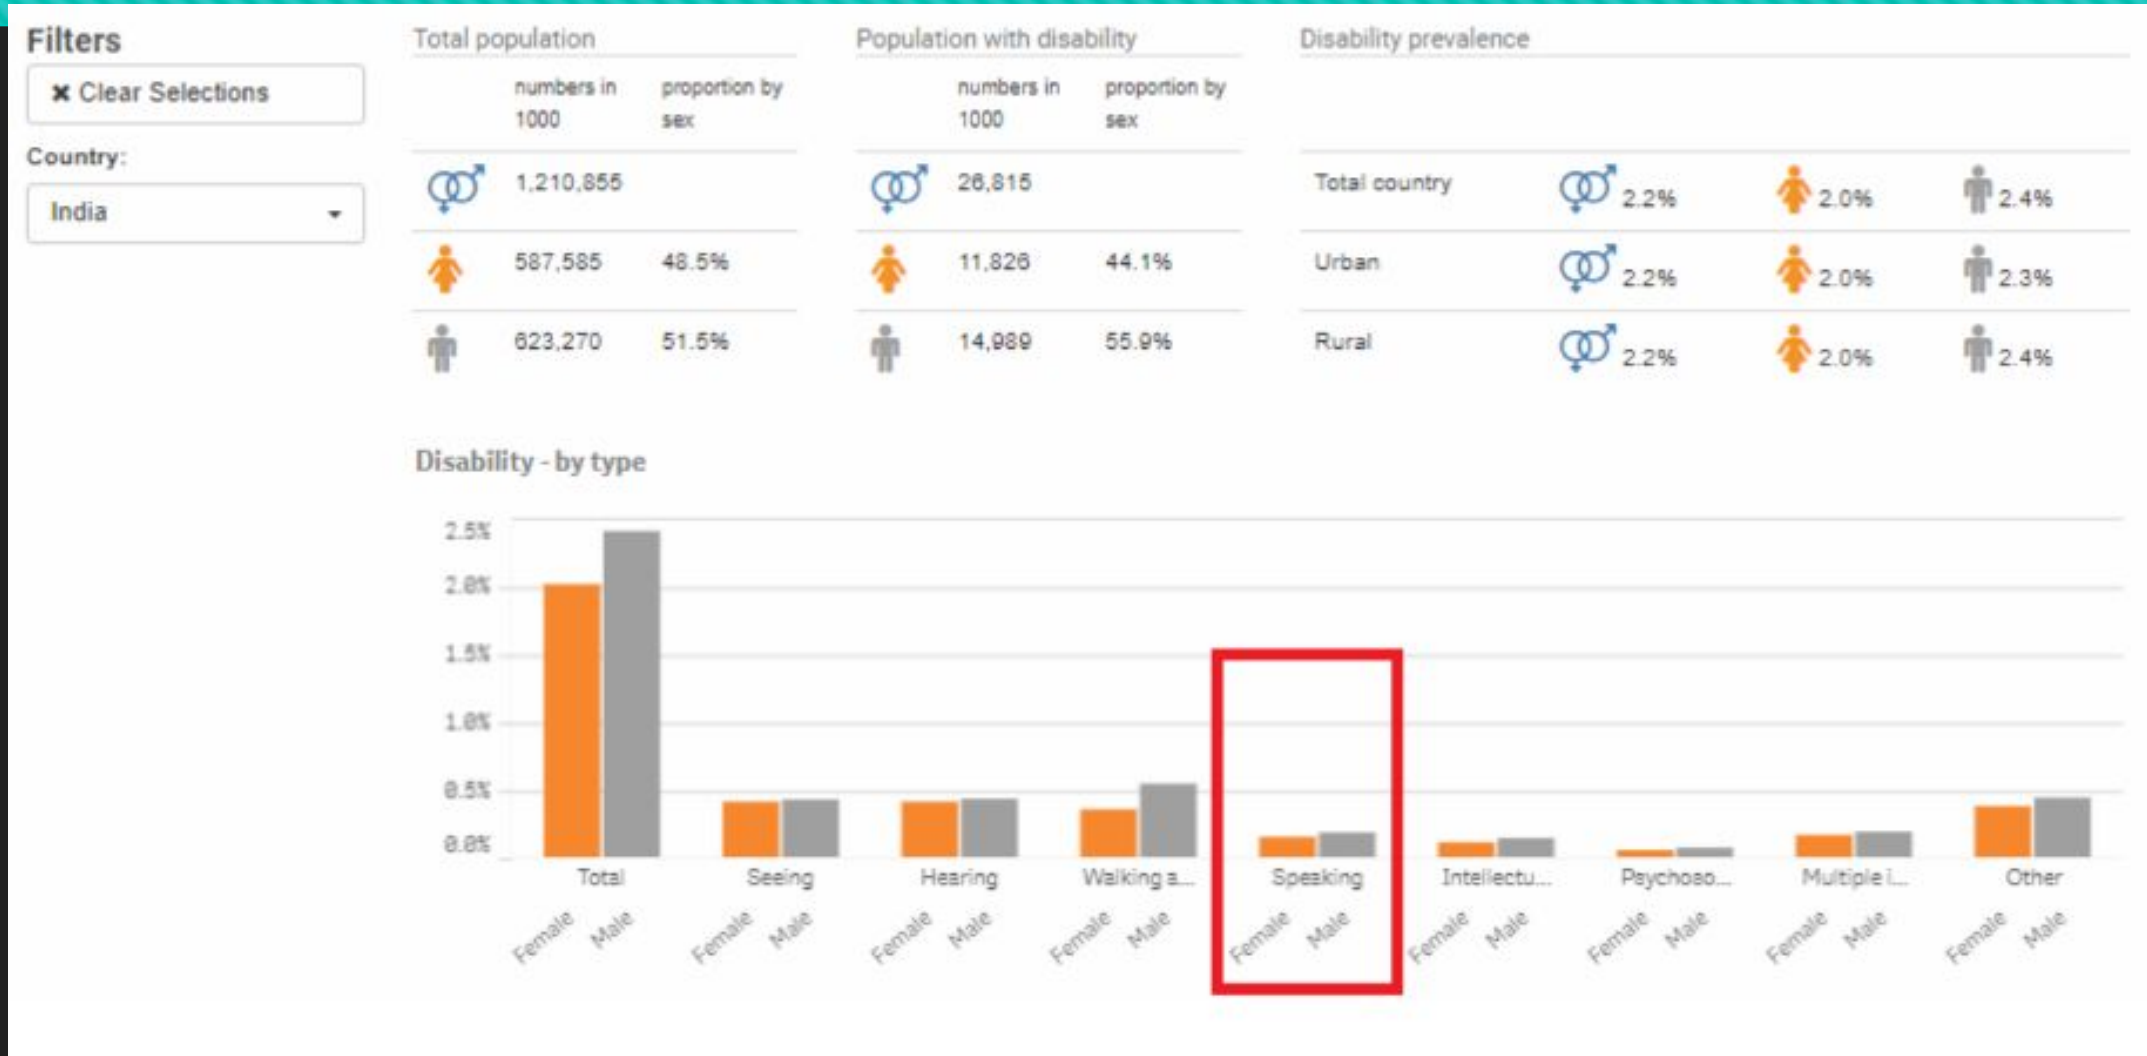 Filters
✖ Clear Selections
Country:
India
Total population
numbers in 1000 proportion by sex
1,210,855
587,585 48.5%
623,270 51.5%
Population with disability
numbers in 1000 proportion by sex
26,815
11,826 44.1%
14,989 55.9%
Disability prevalence
Total country 2.2% 2.0% 2.4%
Urban 2.2% 2.0% 2.3%
Rural 2.2% 2.0% 2.4%
Disability - by type
2.5%
2.0%
1.5%
1.0%
0.5%
0.0%
Total Seeing Hearing Walking a... Speaking Intellectu... Psychoso... Multiple i... Other
Female Male Female Male Female Male Female Male Female Male Female Male Female Male Female Male Female Male